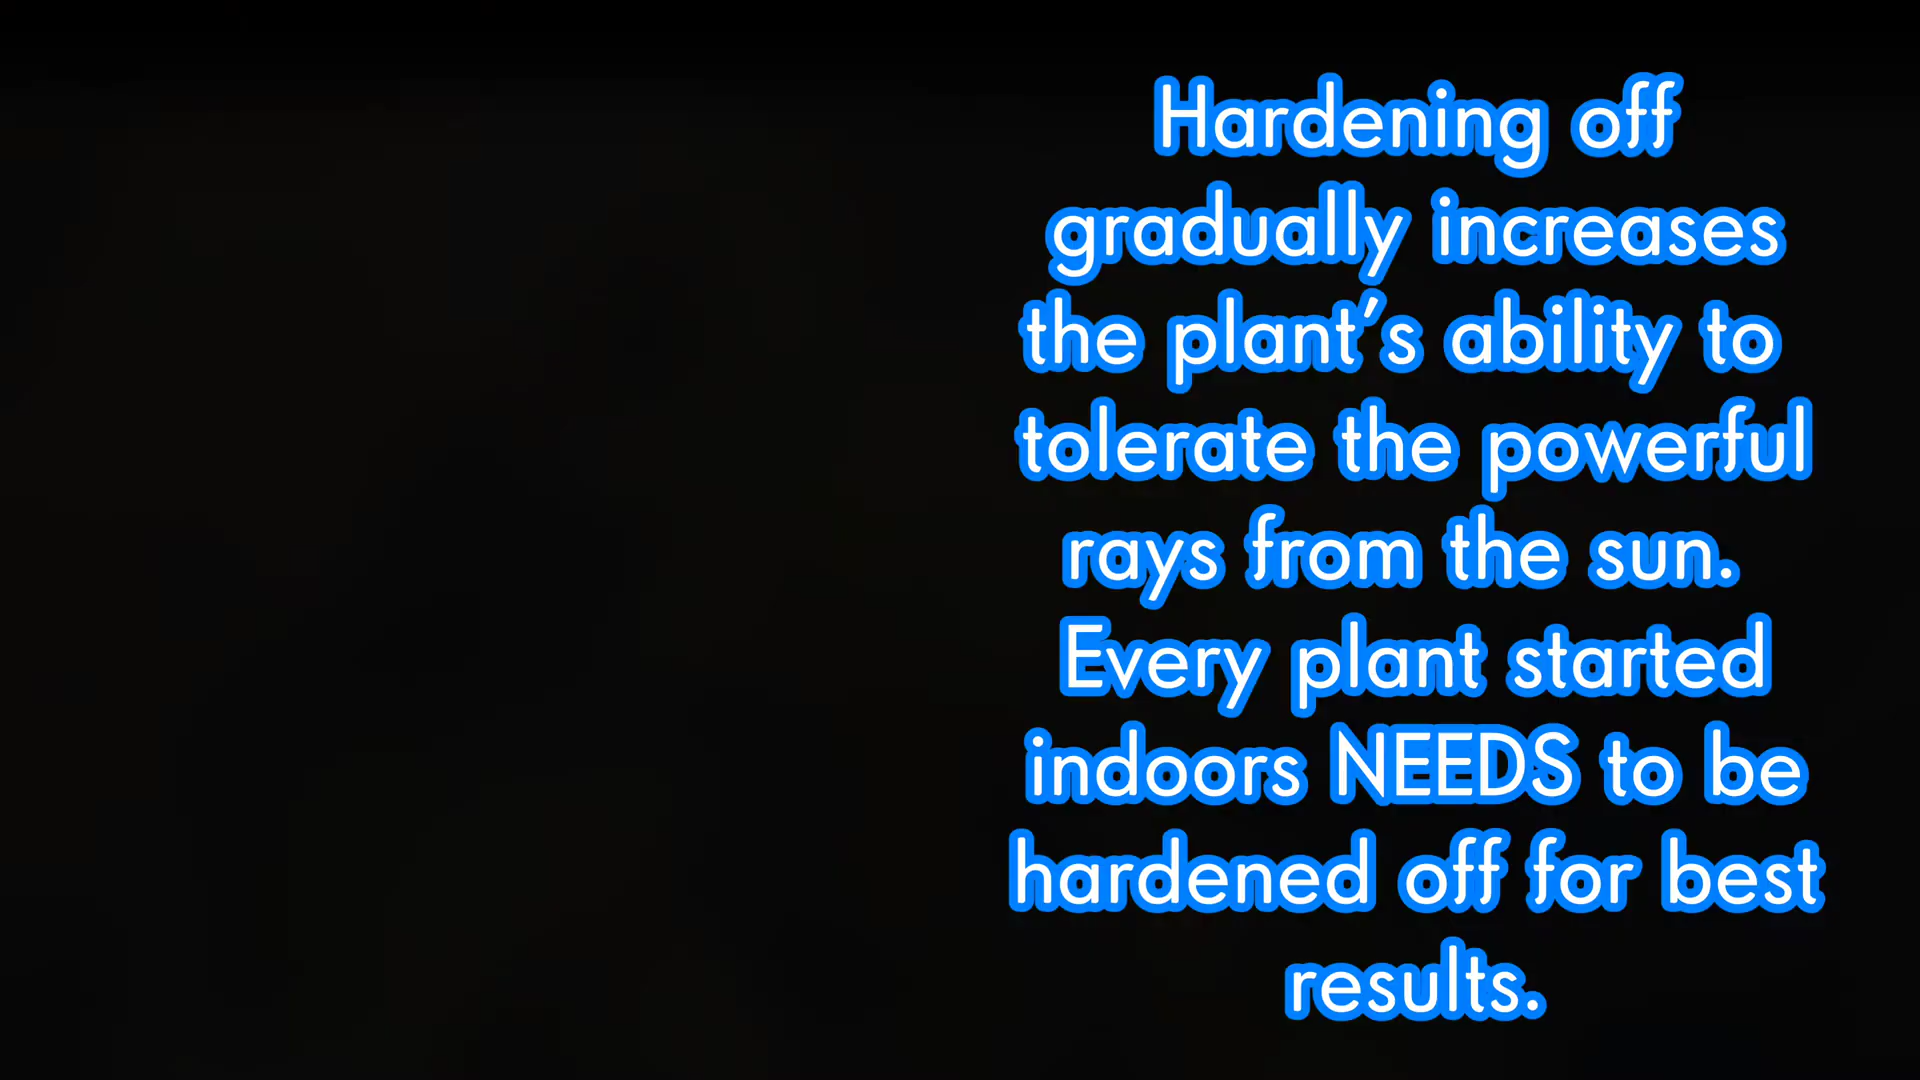 Hardening off
gradually increases
the plant’s ability to
tolerate the powerful
rays from the sun.
Every plant started
indoors NEEDS to be
hardened off for best
results.